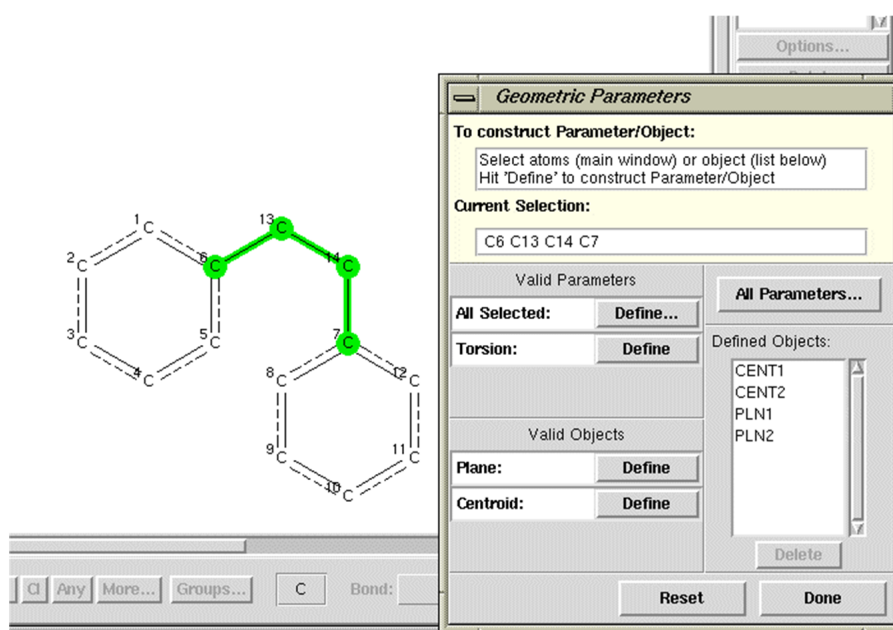 Options...
Geometric Parameters
To construct Parameter/Object:
Select atoms (main window) or object (list below)
Hit 'Define' to construct Parameter/Object
Current Selection:
C6 C13 C14 C7
Valid Parameters
All Parameters...
All Selected: Define...
Torsion: Define
Defined Objects:
CENT1
CENT2
PLN1
PLN2
Valid Objects
Plane: Define
Centroid: Define
Delete
Reset Done
1 C
13 C
2 C
6 C
14 C
3 C
5 C
7 C
4 C
8 C
12 C
9 C
11 C
10 C
Cl Any More... Groups... C Bond: